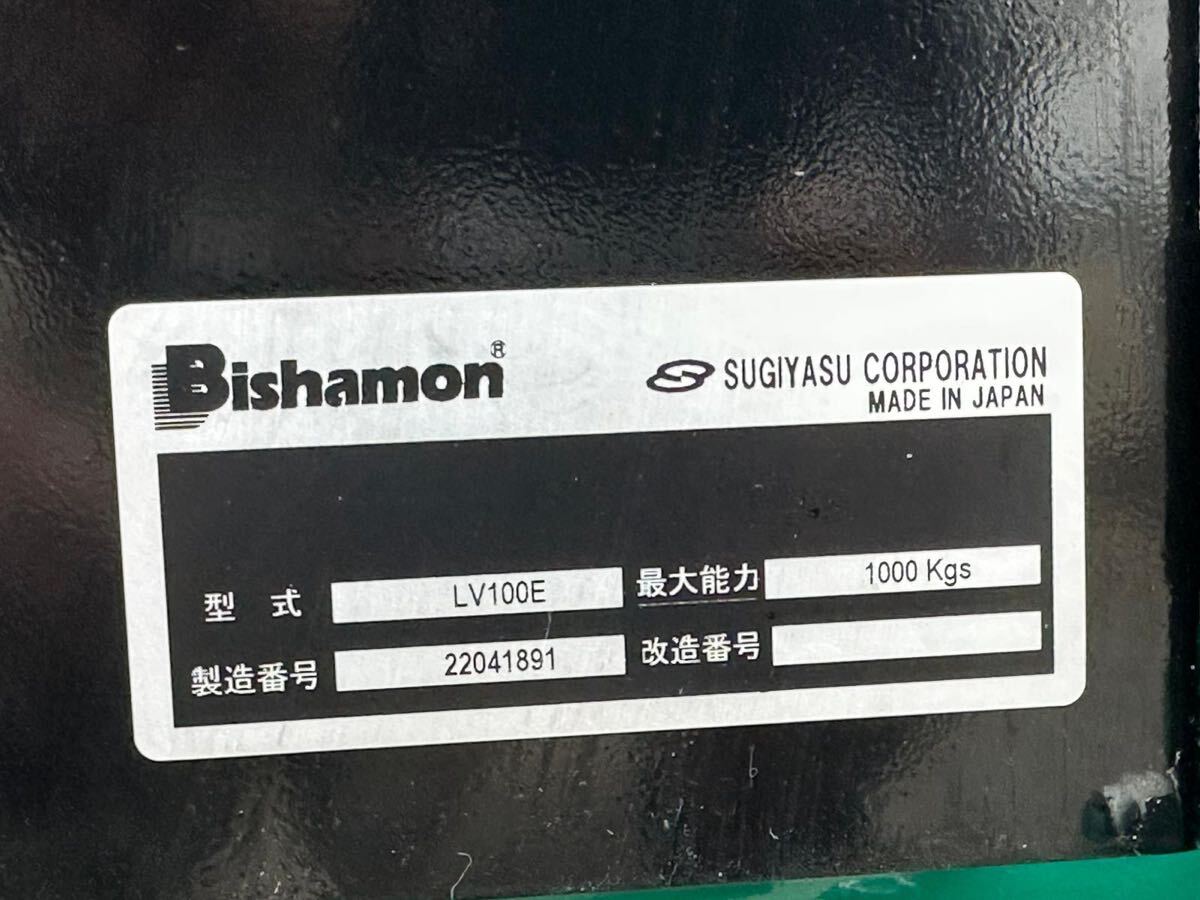 Bishamon®
SUGIYASU CORPORATION
MADE IN JAPAN
型 式 LV100E 最大能力 1000 Kgs
製造番号 22041891 改造番号